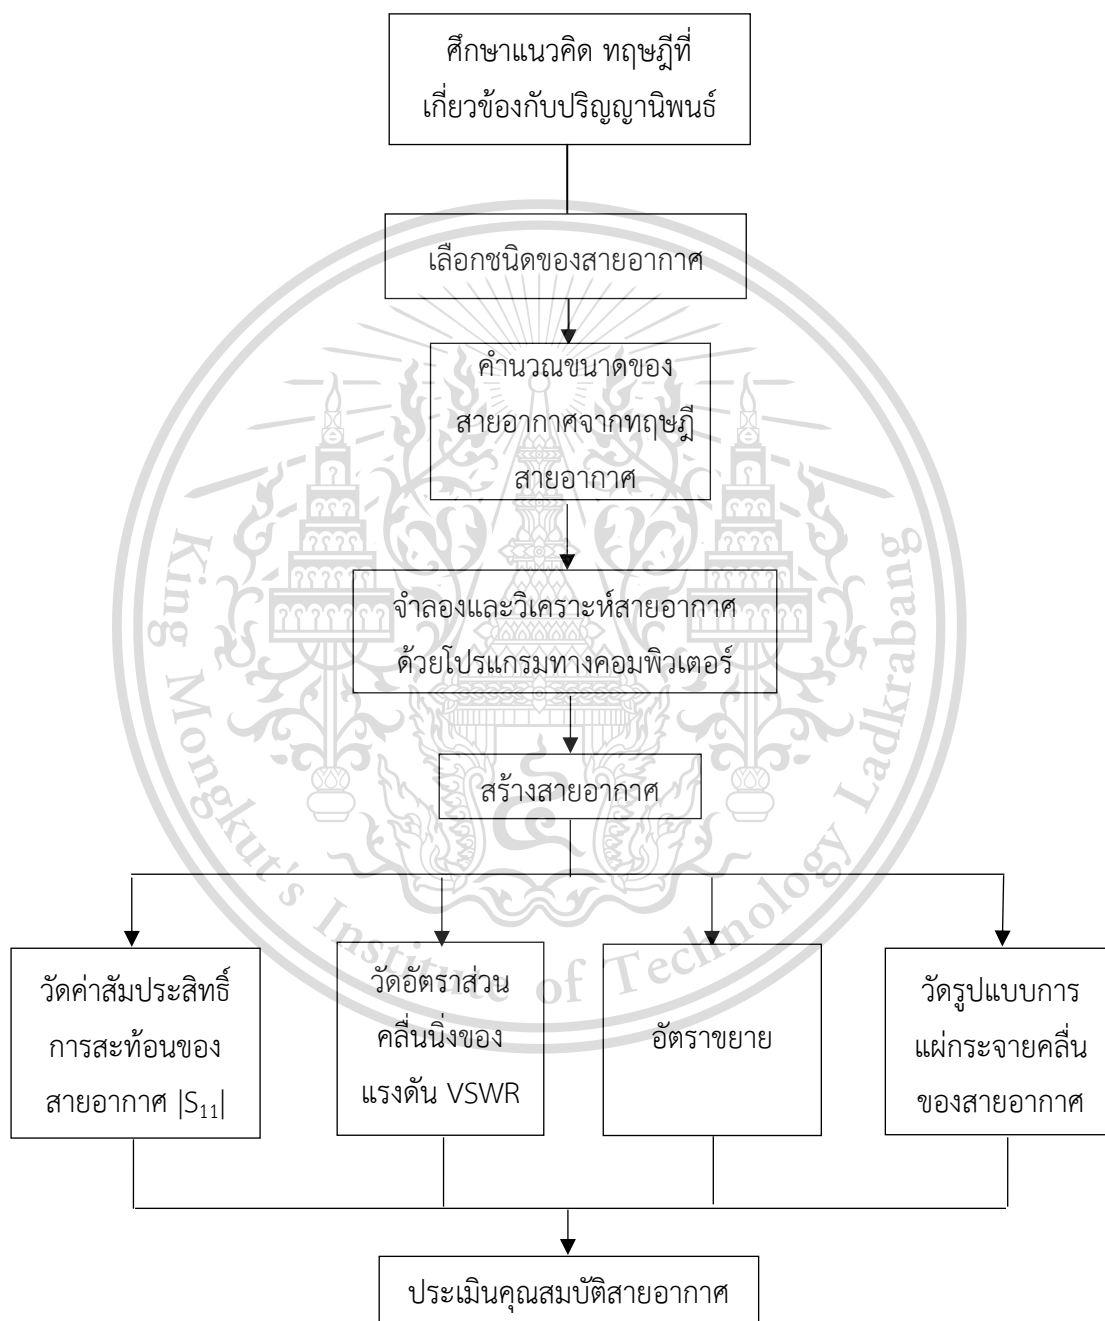 ศึกษาแนวคิด ทฤษฎีที่
เกี่ยวข้องกับปริญญานิพนธ์
เลือกชนิดของสายอากาศ
คำนวณขนาดของ
สายอากาศจากทฤษฎี
สายอากาศ
จำลองและวิเคราะห์สายอากาศ
ด้วยโปรแกรมทางคอมพิวเตอร์
สร้างสายอากาศ
วัดค่าสัมประสิทธิ์
การสะท้อนของ
สายอากาศ |S₁₁|
วัดอัตราส่วน
คลื่นนิ่งของ
แรงดัน VSWR
อัตราขยาย
วัดรูปแบบการ
แผ่กระจายคลื่น
ของสายอากาศ
ประเมินคุณสมบัติสายอากาศ
King Mongkut's Institute of Technology Ladkrabang